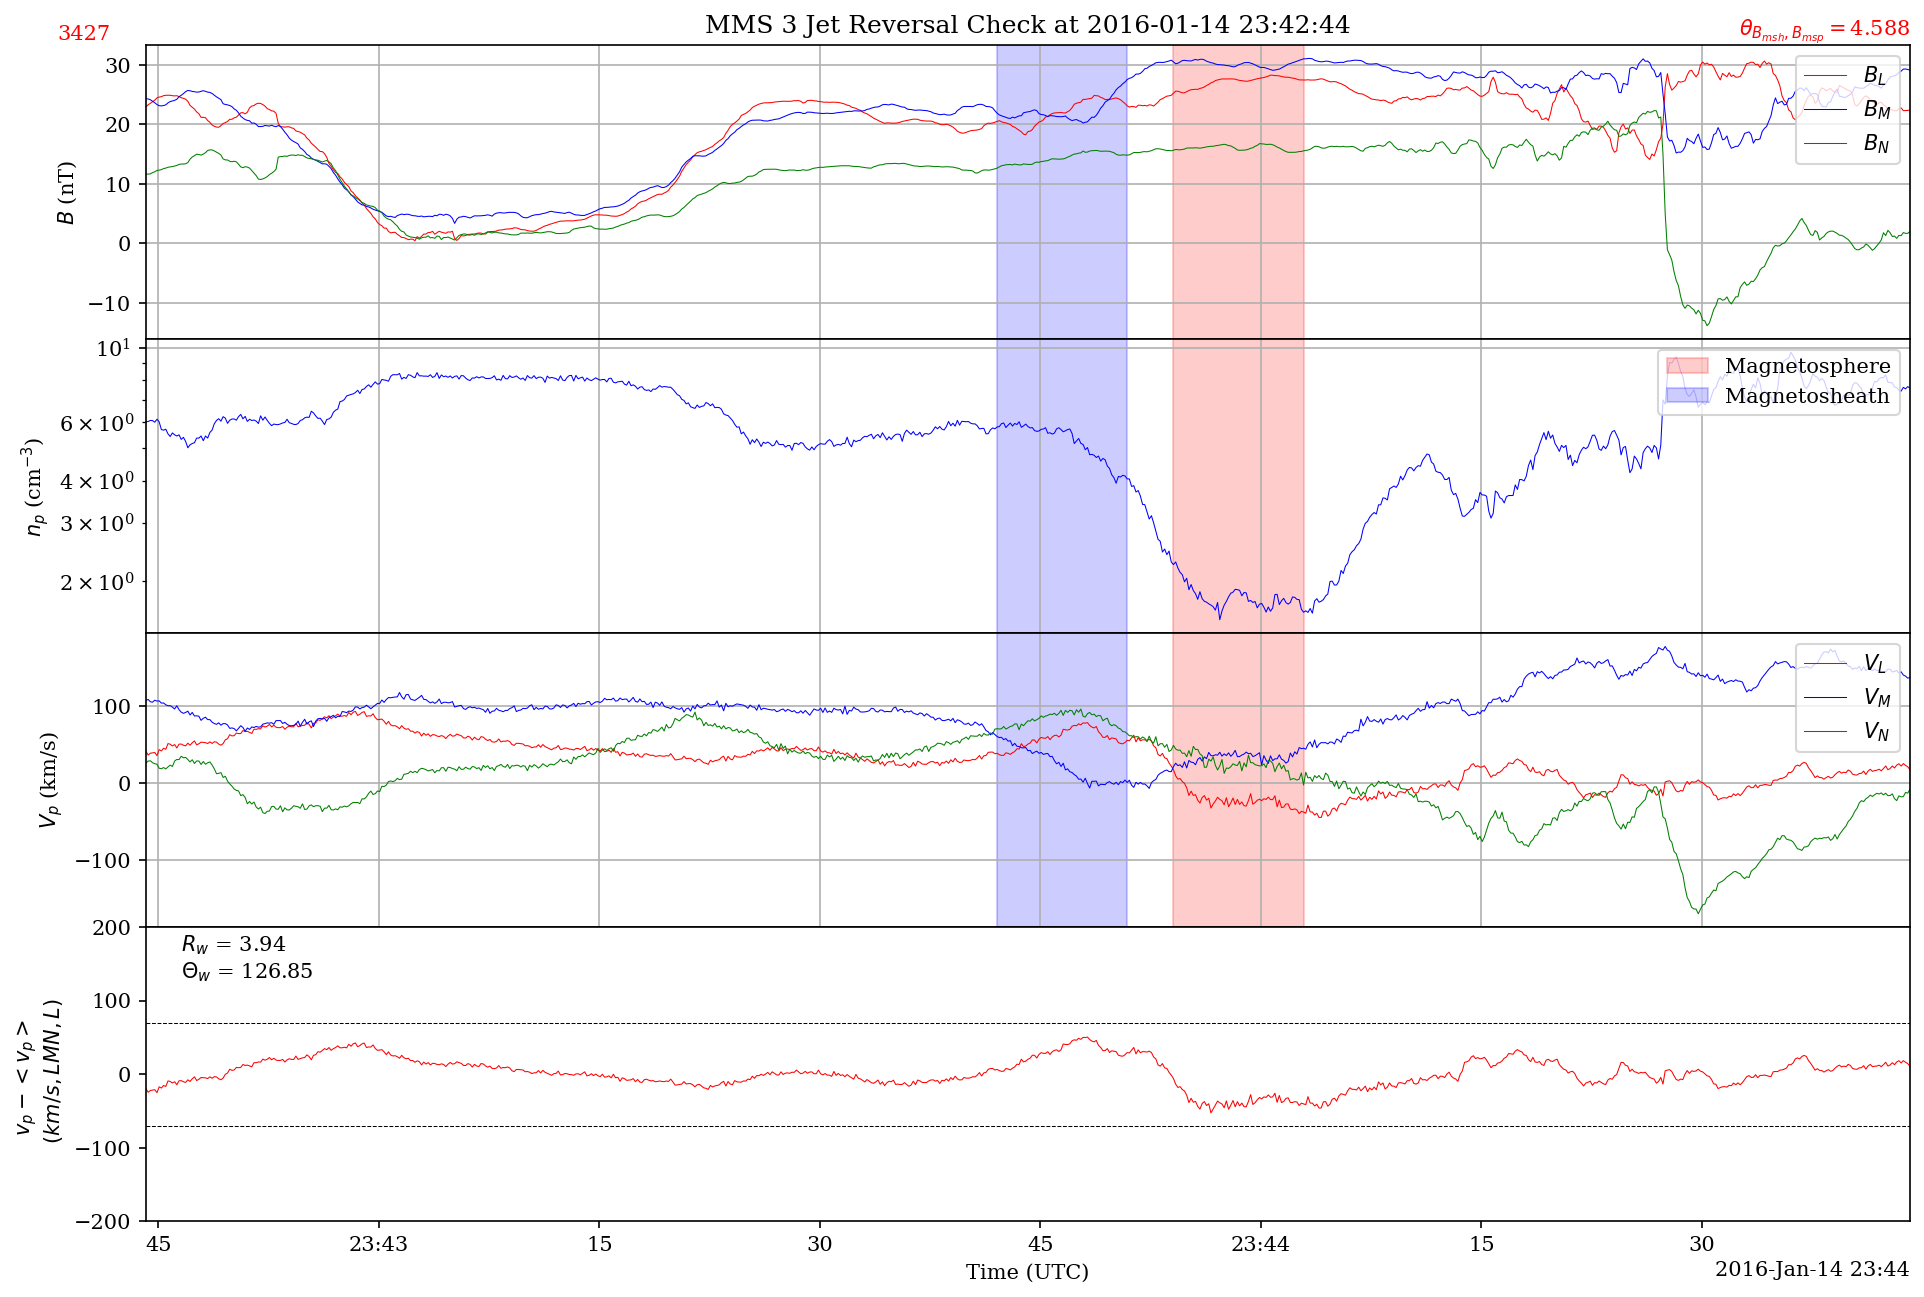 MMS 3 Jet Reversal Check at 2016-01-14 23:42:44
3427
θ_{B_{msh}, B_{msp}} = 4.588
B (nT)
30
20
10
0
−10
B_L
B_M
B_N
n_p (cm^{−3})
10^1
6 × 10^0
4 × 10^0
3 × 10^0
2 × 10^0
Magnetosphere
Magnetosheath
V_p (km/s)
100
0
−100
V_L
V_M
V_N
v_p − < v_p >
(km/s, LMN, L)
200
100
0
−100
−200
R_w = 3.94
Θ_w = 126.85
45 23:43 15 30 45 23:44 15 30
Time (UTC)
2016-Jan-14 23:44